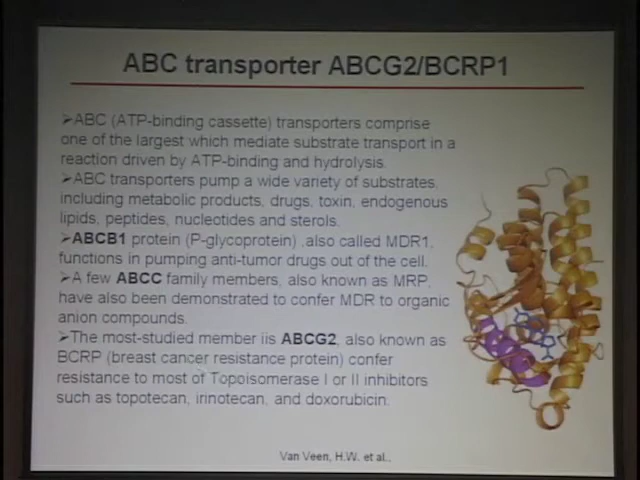 ABC transporter ABCG2/BCRP1
➢ABC (ATP-binding cassette) transporters comprise
one of the largest which mediate substrate transport in a
reaction driven by ATP-binding and hydrolysis.
➢ABC transporters pump a wide variety of substrates,
including metabolic products, drugs, toxin, endogenous
lipids, peptides, nucleotides and sterols.
➢ABCB1 protein (P-glycoprotein) ,also called MDR1,
functions in pumping anti-tumor drugs out of the cell.
➢A few ABCC family members, also known as MRP,
have also been demonstrated to confer MDR to organic
anion compounds.
➢The most-studied member iis ABCG2, also known as
BCRP (breast cancer resistance protein) confer
resistance to most of Topoisomerase I or II inhibitors
such as topotecan, irinotecan, and doxorubicin.
Van Veen, H.W. et al.,